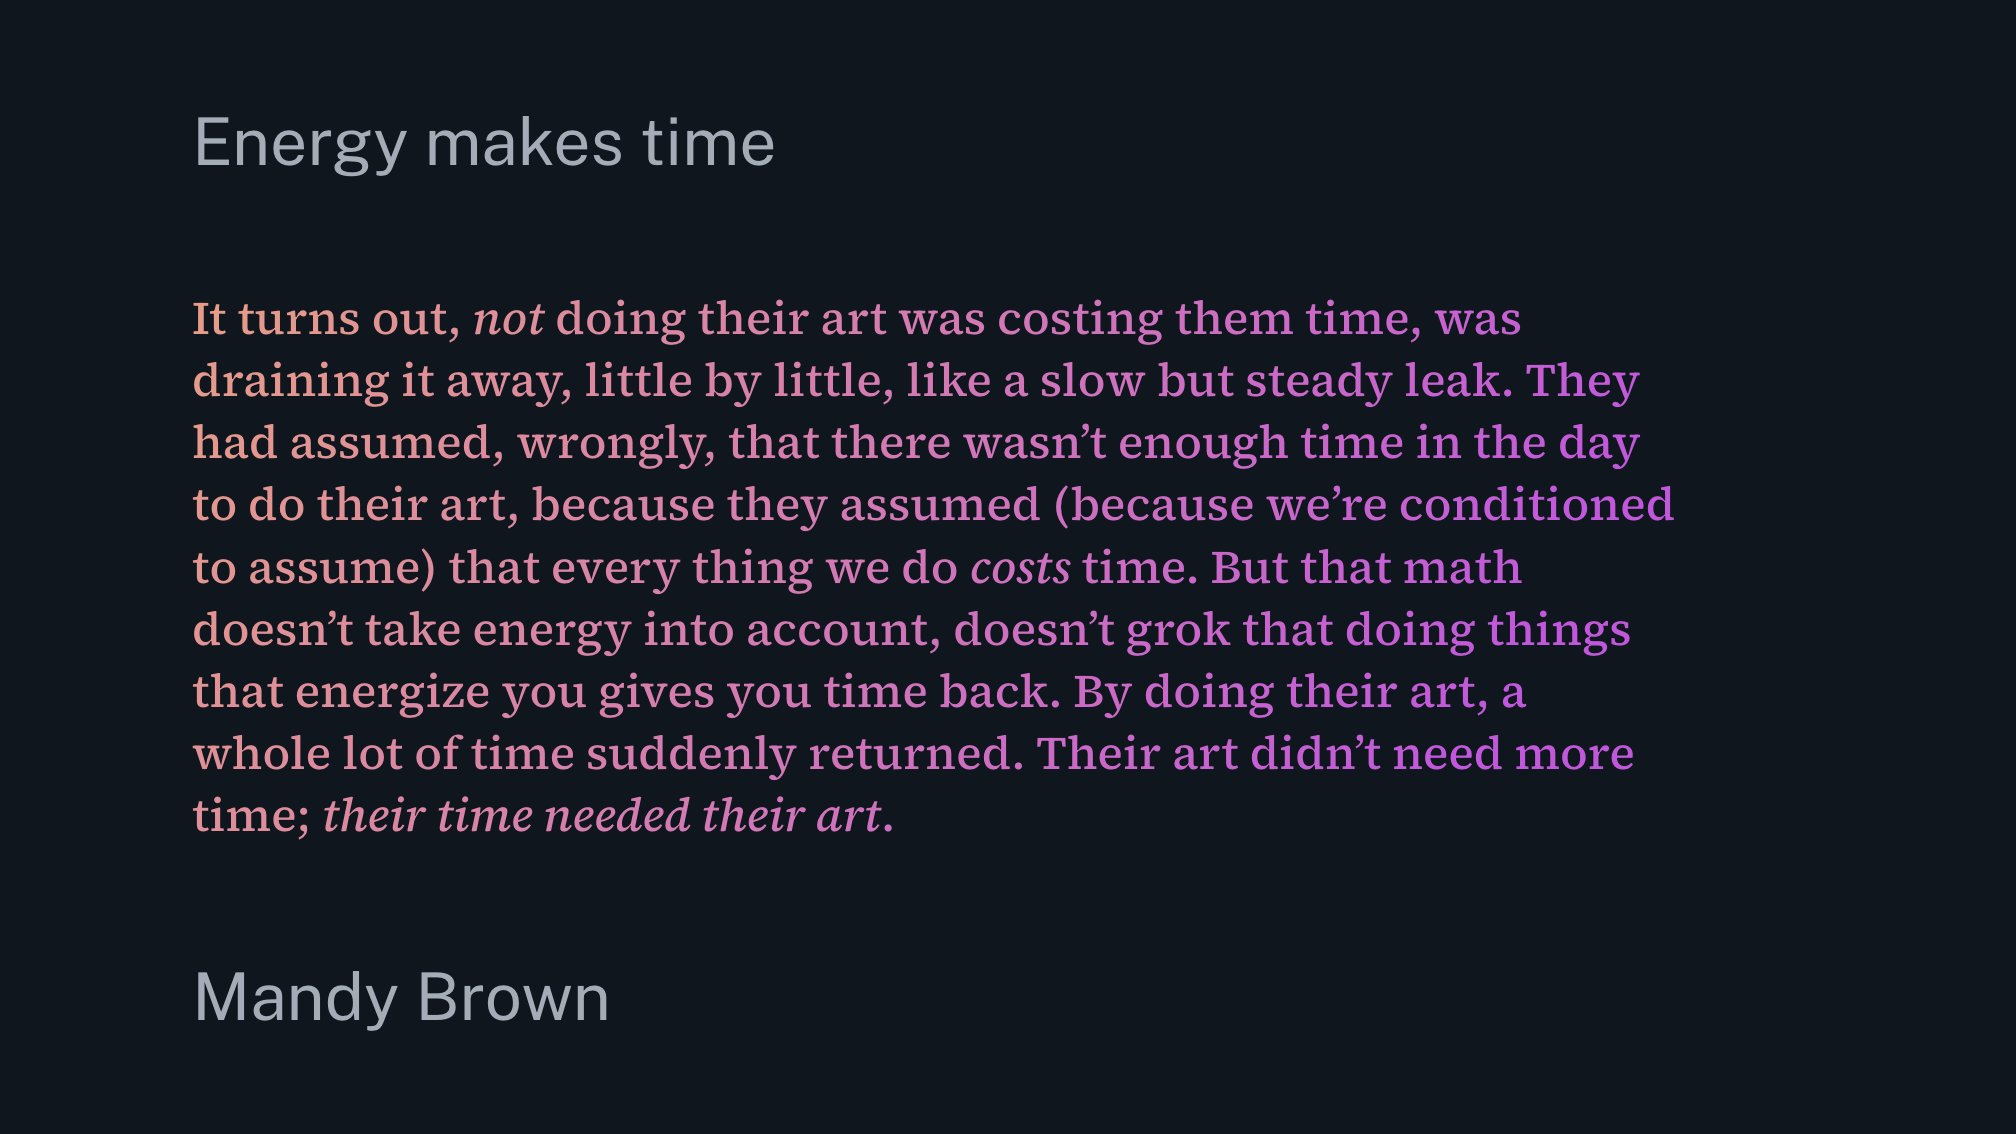 Energy makes time
It turns out, not doing their art was costing them time, was
draining it away, little by little, like a slow but steady leak. They
had assumed, wrongly, that there wasn’t enough time in the day
to do their art, because they assumed (because we’re conditioned
to assume) that every thing we do costs time. But that math
doesn’t take energy into account, doesn’t grok that doing things
that energize you gives you time back. By doing their art, a
whole lot of time suddenly returned. Their art didn’t need more
time; their time needed their art.
Mandy Brown